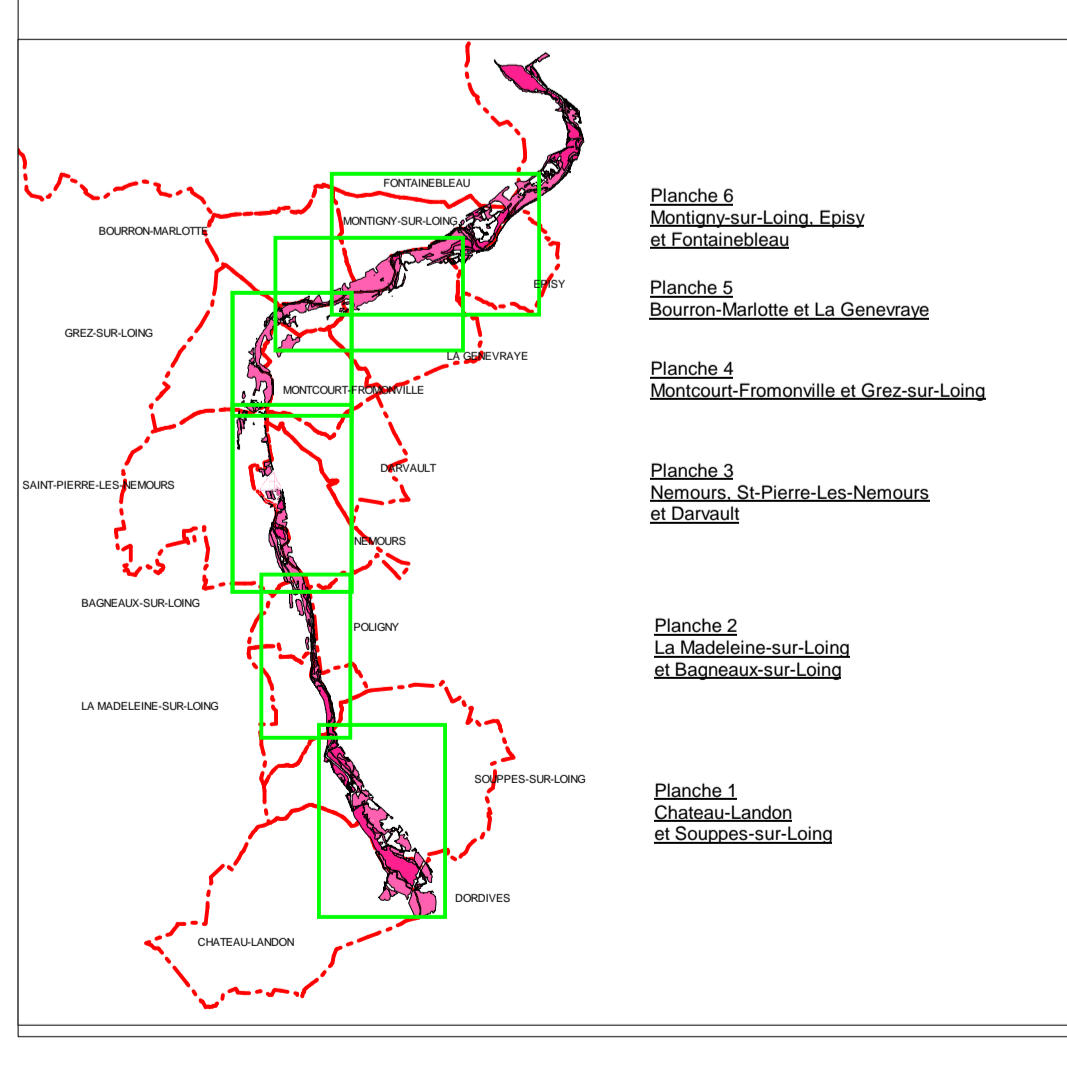 FONTAINEBLEAU
MONTIGNY-SUR-LOING
BOURRON-MARLOTTE
EPISY
GREZ-SUR-LOING
LA GENEVRAYE
MONTCOURT-FROMONVILLE
DARVAULT
SAINT-PIERRE-LES-NEMOURS
NEMOURS
BAGNEAUX-SUR-LOING
POLIGNY
LA MADELEINE-SUR-LOING
SOUPPES-SUR-LOING
DORDIVES
CHATEAU-LANDON
Planche 6
Montigny-sur-Loing, Episy
et Fontainebleau
Planche 5
Bourron-Marlotte et La Genevraye
Planche 4
Montcourt-Fromonville et Grez-sur-Loing
Planche 3
Nemours, St-Pierre-Les-Nemours
et Darvault
Planche 2
La Madeleine-sur-Loing
et Bagneaux-sur-Loing
Planche 1
Chateau-Landon
et Souppes-sur-Loing